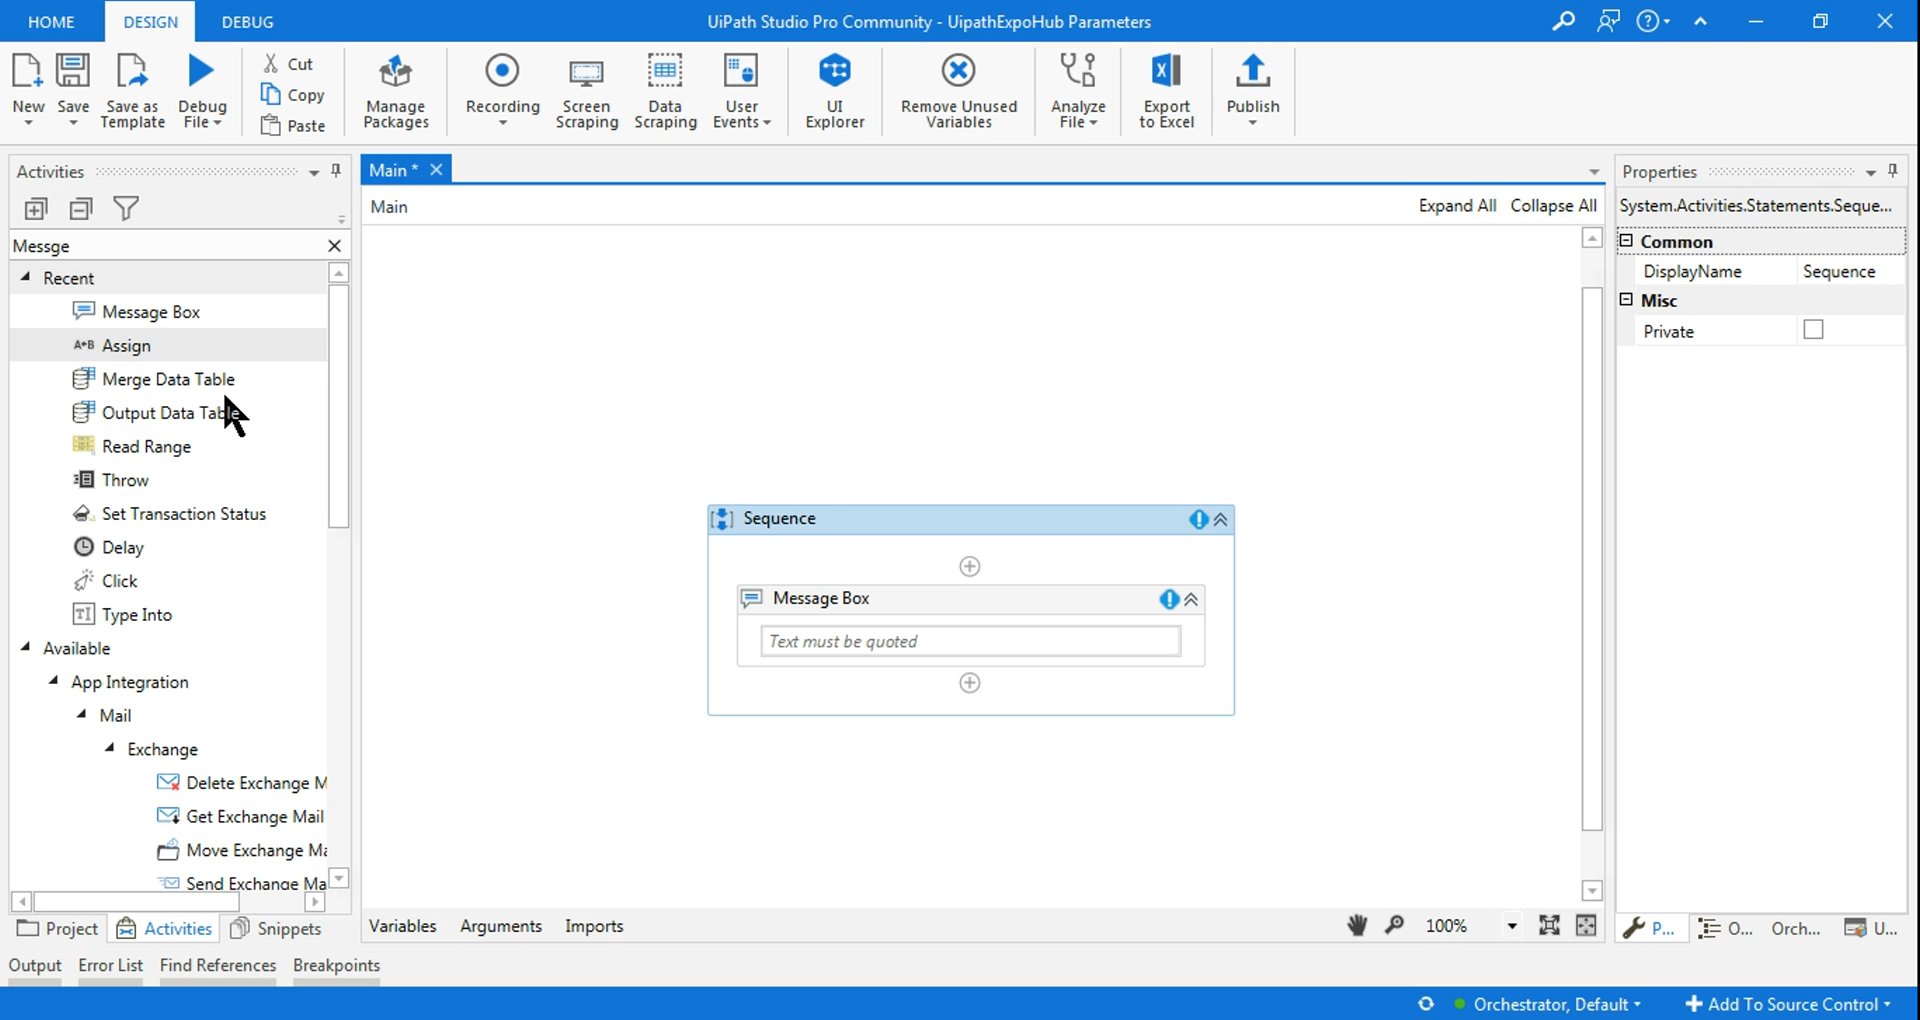 HOME DESIGN DEBUG UiPath Studio Pro Community - UipathExpoHub Parameters
New Save Save as Template Debug File Cut Copy Paste Manage Packages Recording Screen Scraping Data Scraping User Events UI Explorer Remove Unused Variables Analyze File Export to Excel Publish
Activities
Messge
Recent
Message Box
A+B Assign
Merge Data Table
Output Data Table
Read Range
Throw
Set Transaction Status
Delay
Click
Type Into
Available
App Integration
Mail
Exchange
Delete Exchange M
Get Exchange Mail
Move Exchange Ma
Send Exchange Ma
Project Activities Snippets
Main *
Main Expand All Collapse All
Sequence
Message Box
Text must be quoted
Variables Arguments Imports 100%
Properties
System.Activities.Statements.Seque...
Common
DisplayName Sequence
Misc
Private
P... O... Orch... U...
Output Error List Find References Breakpoints
Orchestrator, Default Add To Source Control